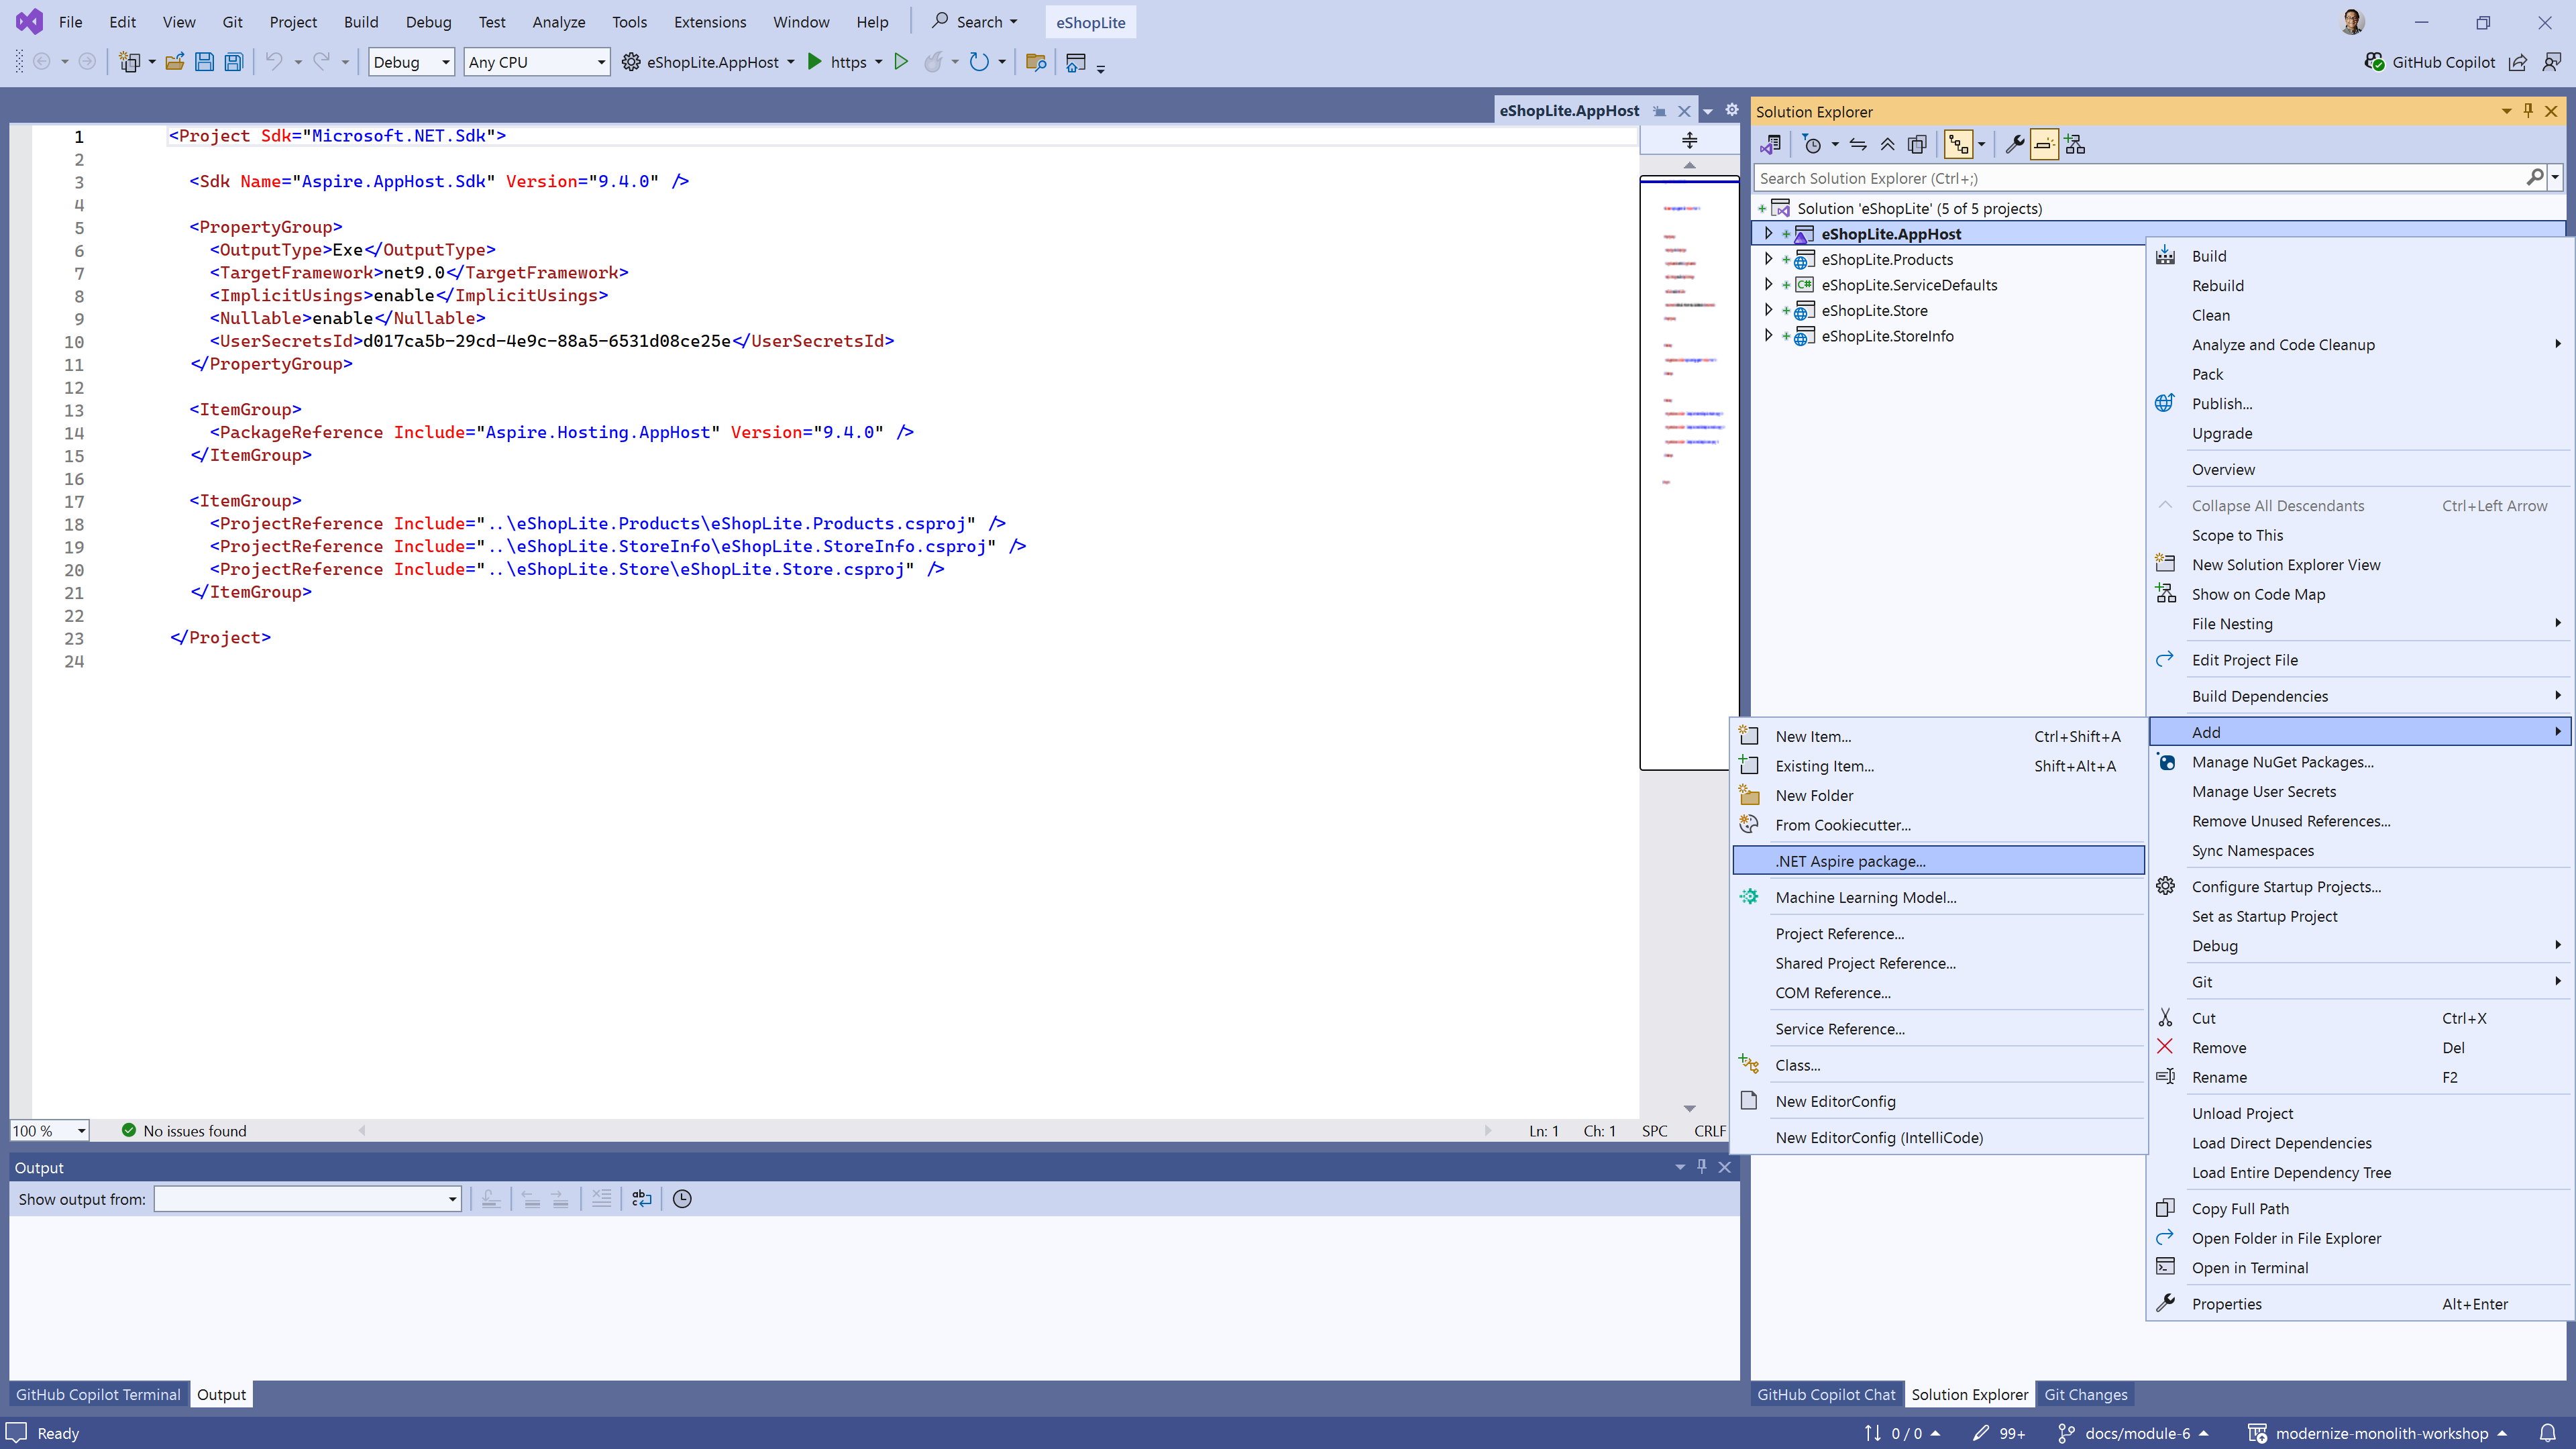 File Edit View Git Project Build Debug Test Analyze Tools Extensions Window Help Search eShopLite
Debug Any CPU eShopLite.AppHost https GitHub Copilot
eShopLite.AppHost
1 <Project Sdk="Microsoft.NET.Sdk">
2
3 <Sdk Name="Aspire.AppHost.Sdk" Version="9.4.0" />
4
5 <PropertyGroup>
6 <OutputType>Exe</OutputType>
7 <TargetFramework>net9.0</TargetFramework>
8 <ImplicitUsings>enable</ImplicitUsings>
9 <Nullable>enable</Nullable>
10 <UserSecretsId>d017ca5b-29cd-4e9c-88a5-6531d08ce25e</UserSecretsId>
11 </PropertyGroup>
12
13 <ItemGroup>
14 <PackageReference Include="Aspire.Hosting.AppHost" Version="9.4.0" />
15 </ItemGroup>
16
17 <ItemGroup>
18 <ProjectReference Include="..\eShopLite.Products\eShopLite.Products.csproj" />
19 <ProjectReference Include="..\eShopLite.StoreInfo\eShopLite.StoreInfo.csproj" />
20 <ProjectReference Include="..\eShopLite.Store\eShopLite.Store.csproj" />
21 </ItemGroup>
22
23 </Project>
24
100 % No issues found Ln: 1 Ch: 1 SPC CRLF
Output
Show output from:
GitHub Copilot Terminal Output
Solution Explorer
Search Solution Explorer (Ctrl+;)
Solution 'eShopLite' (5 of 5 projects)
eShopLite.AppHost
eShopLite.Products
eShopLite.ServiceDefaults
C#
eShopLite.Store
eShopLite.StoreInfo
Build
Rebuild
Clean
Analyze and Code Cleanup
Pack
Publish...
Upgrade
Overview
Collapse All Descendants Ctrl+Left Arrow
Scope to This
New Solution Explorer View
Show on Code Map
File Nesting
Edit Project File
Build Dependencies
Add
Manage NuGet Packages...
Manage User Secrets
Remove Unused References...
Sync Namespaces
Configure Startup Projects...
Set as Startup Project
Debug
Git
Cut Ctrl+X
Remove Del
Rename F2
Unload Project
Load Direct Dependencies
Load Entire Dependency Tree
Copy Full Path
Open Folder in File Explorer
Open in Terminal
Properties Alt+Enter
New Item... Ctrl+Shift+A
Existing Item... Shift+Alt+A
New Folder
From Cookiecutter...
.NET Aspire package...
Machine Learning Model...
Project Reference...
Shared Project Reference...
COM Reference...
Service Reference...
Class...
New EditorConfig
New EditorConfig (IntelliCode)
GitHub Copilot Chat Solution Explorer Git Changes
Ready 0 / 0 99+ docs/module-6 modernize-monolith-workshop